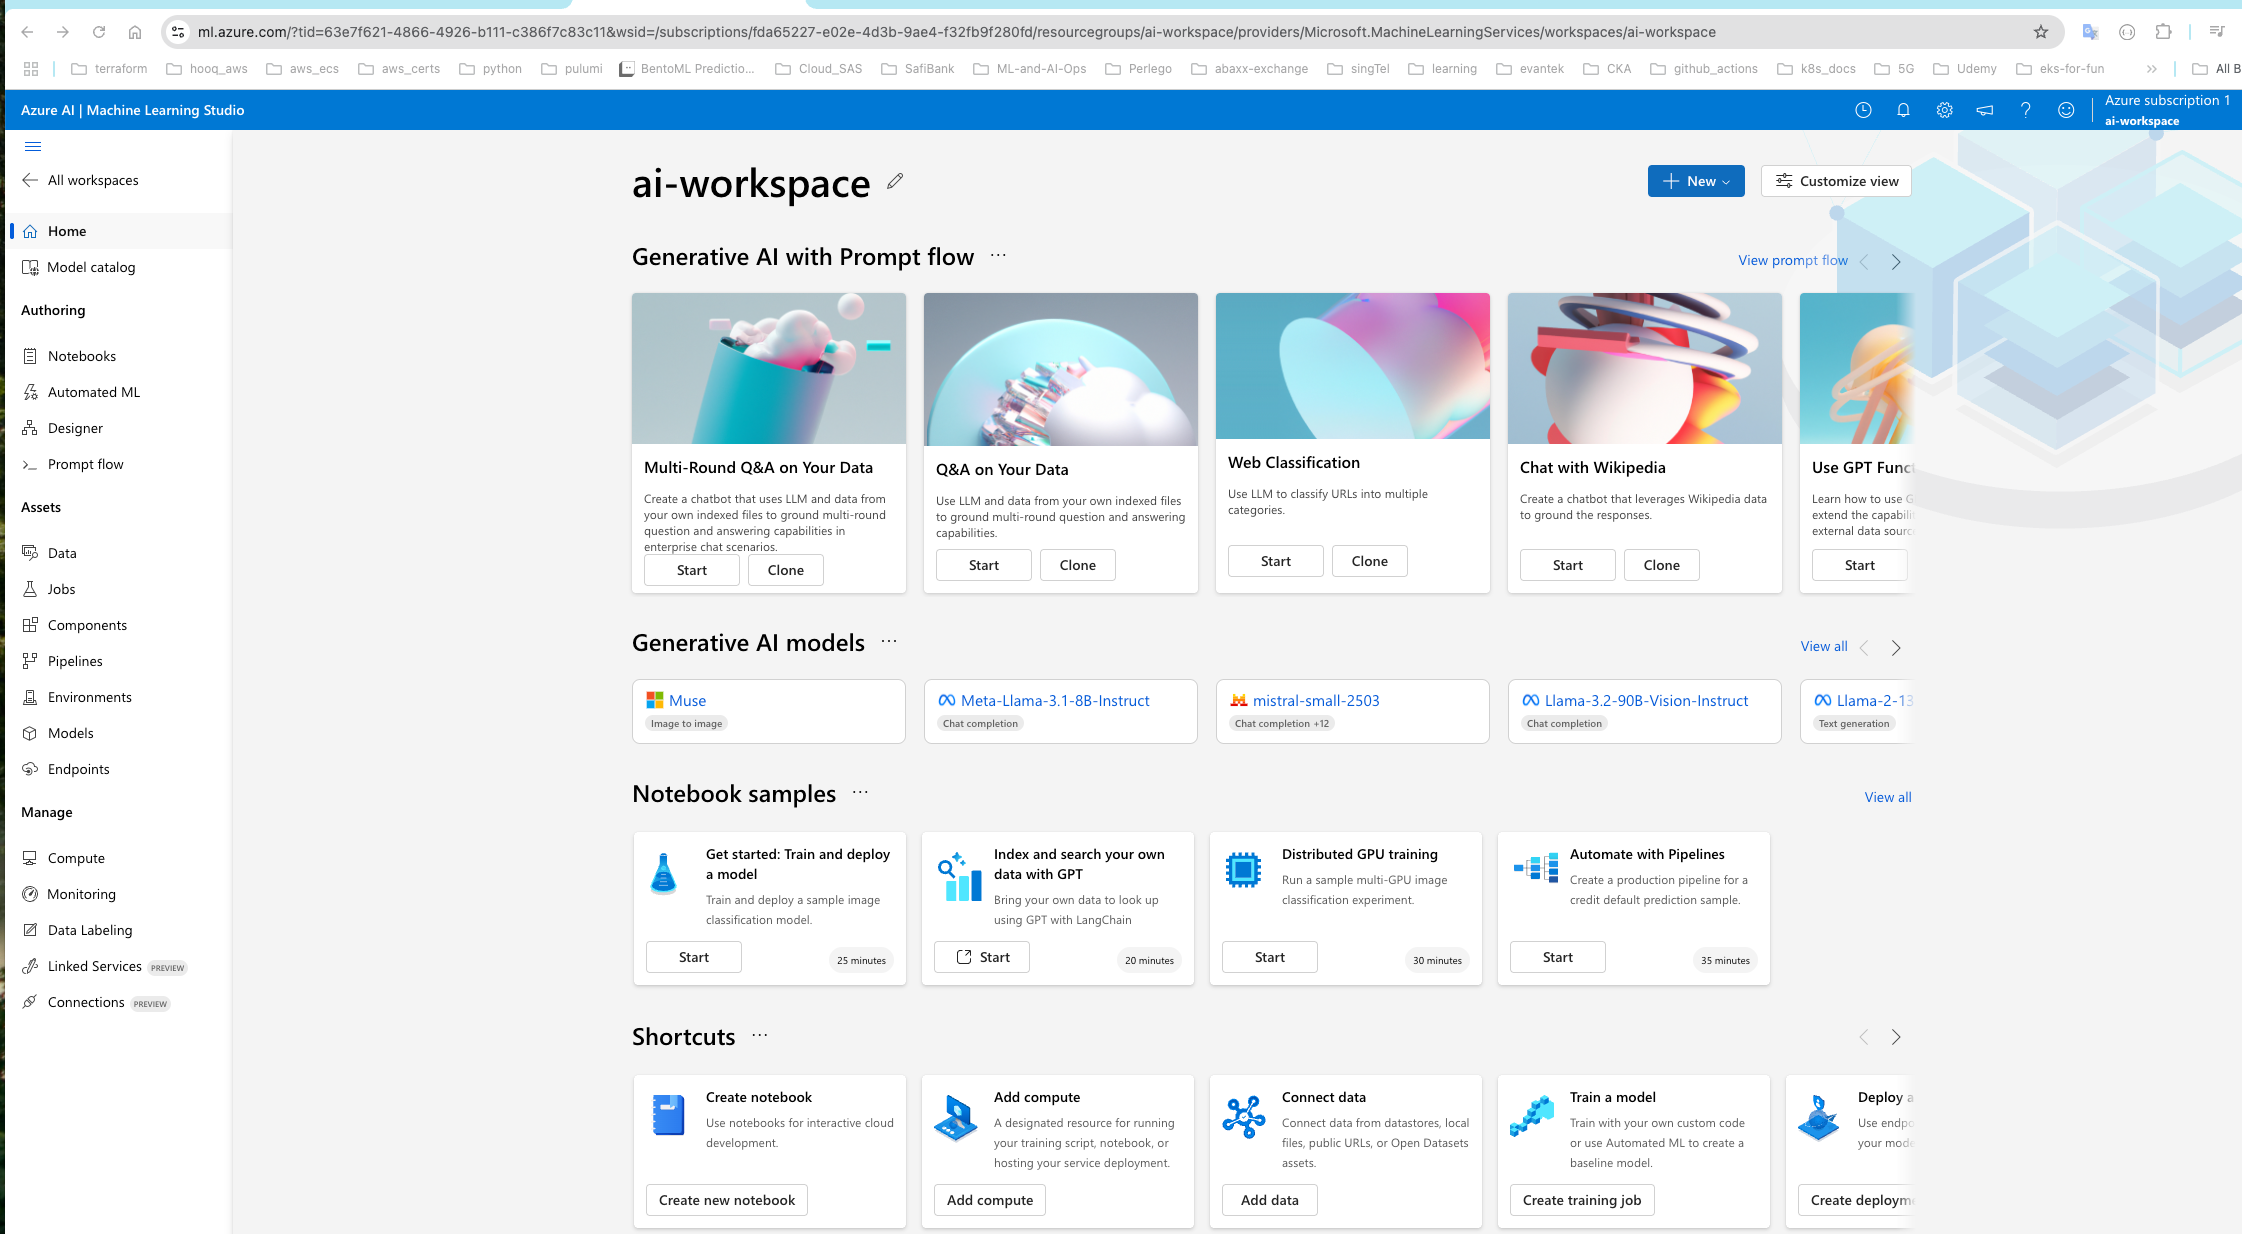 ml.azure.com/?tid=63e7f621-4866-4926-b111-c386f7c83c11&wsid=/subscriptions/fda65227-e02e-4d3b-9ae4-f32fb9f280fd/resourcegroups/ai-workspace/providers/Microsoft.MachineLearningServices/workspaces/ai-workspace
terraform hooq_aws aws_ecs aws_certs python pulumi BentoML Predictio... Cloud_SAS SafiBank ML-and-AI-Ops Perlego abaxx-exchange singTel learning evantek CKA github_actions k8s_docs 5G Udemy eks-for-fun » All B
Azure AI | Machine Learning Studio
Azure subscription 1
ai-workspace
All workspaces
Home
Model catalog
Authoring
Notebooks
Automated ML
Designer
Prompt flow
Assets
Data
Jobs
Components
Pipelines
Environments
Models
Endpoints
Manage
Compute
Monitoring
Data Labeling
Linked Services PREVIEW
Connections PREVIEW
ai-workspace
New
Customize view
Generative AI with Prompt flow ...
View prompt flow
Multi-Round Q&A on Your Data
Create a chatbot that uses LLM and data from
your own indexed files to ground multi-round
question and answering capabilities in
enterprise chat scenarios.
Start Clone
Q&A on Your Data
Use LLM and data from your own indexed files
to ground multi-round question and answering
capabilities.
Start Clone
Web Classification
Use LLM to classify URLs into multiple
categories.
Start Clone
Chat with Wikipedia
Create a chatbot that leverages Wikipedia data
to ground the responses.
Start Clone
Use GPT Funct
Learn how to use G
extend the capabili
external data sourc
Start
Generative AI models ...
View all
Muse
Image to image
Meta-Llama-3.1-8B-Instruct
Chat completion
mistral-small-2503
Chat completion +12
Llama-3.2-90B-Vision-Instruct
Chat completion
Llama-2-13
Text generation
Notebook samples ...
View all
Get started: Train and deploy
a model
Train and deploy a sample image
classification model.
Start 25 minutes
Index and search your own
data with GPT
Bring your own data to look up
using GPT with LangChain
Start 20 minutes
Distributed GPU training
Run a sample multi-GPU image
classification experiment.
Start 30 minutes
Automate with Pipelines
Create a production pipeline for a
credit default prediction sample.
Start 35 minutes
Shortcuts ...
Create notebook
Use notebooks for interactive cloud
development.
Create new notebook
Add compute
A designated resource for running
your training script, notebook, or
hosting your service deployment.
Add compute
Connect data
Connect data from datastores, local
files, public URLs, or Open Datasets
assets.
Add data
Train a model
Train with your own custom code
or use Automated ML to create a
baseline model.
Create training job
Deploy a
Use endpo
your mode
Create deploym